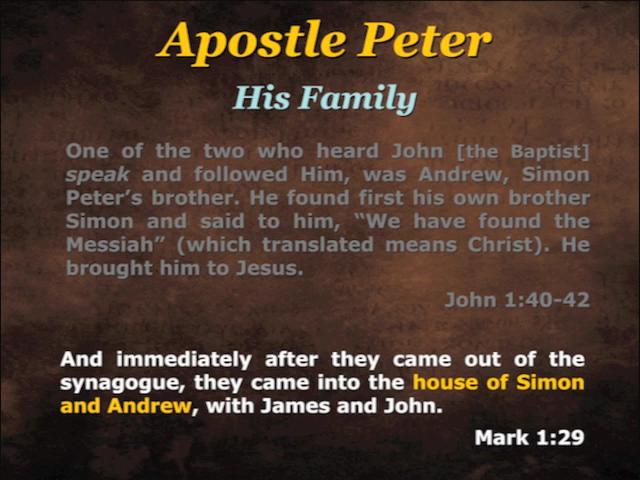 Apostle Peter
His Family
One of the two who heard John [the Baptist]
speak and followed Him, was Andrew, Simon
Peter’s brother. He found first his own brother
Simon and said to him, “We have found the
Messiah” (which translated means Christ). He
brought him to Jesus.
John 1:40-42
And immediately after they came out of the
synagogue, they came into the house of Simon
and Andrew, with James and John.
Mark 1:29